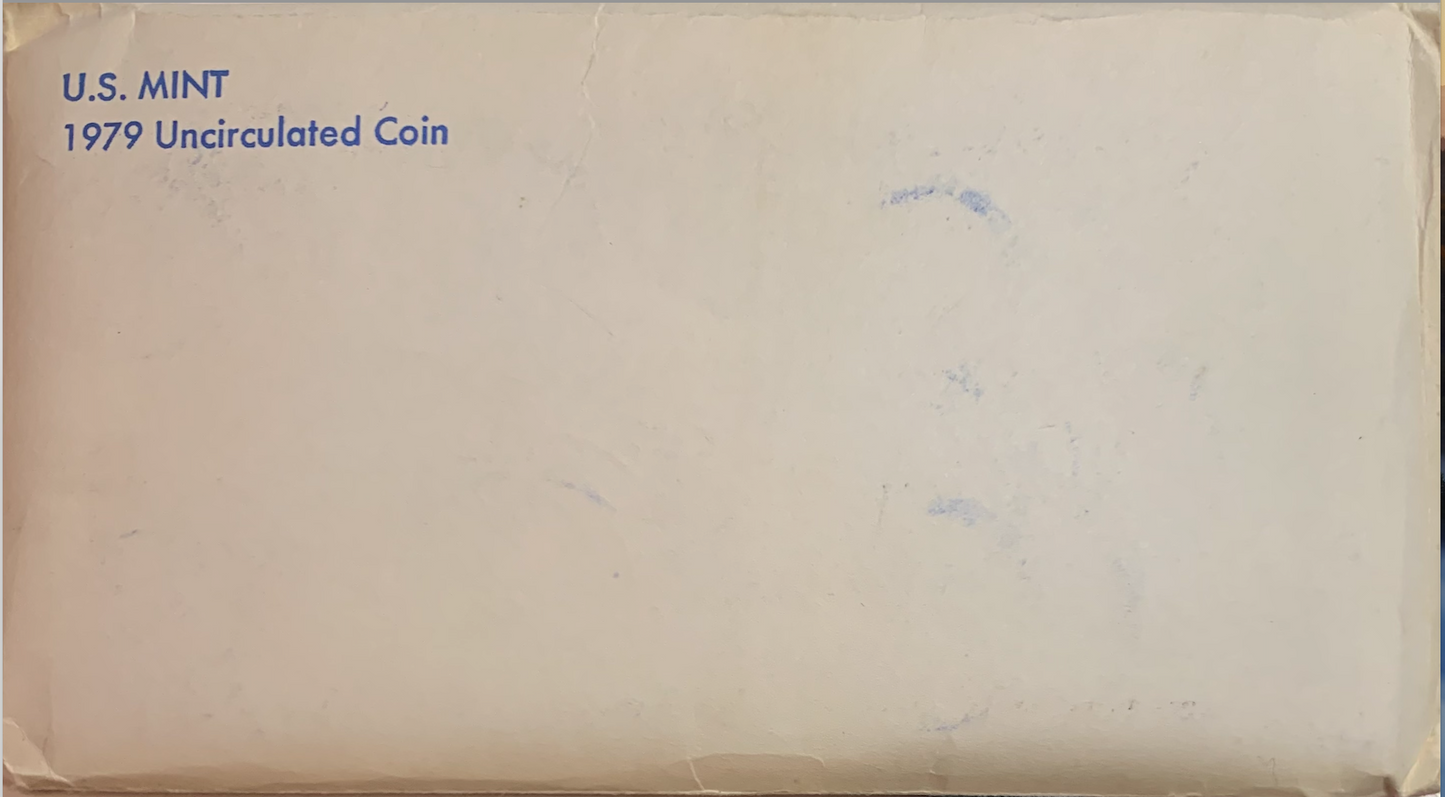 U.S. MINT
1979 Uncirculated Coin